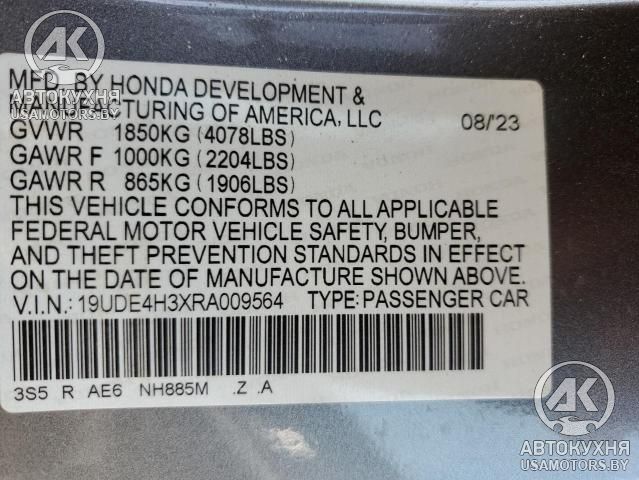 AK
АВТОКУХНЯ
USAMOTORS.BY
MFD. BY HONDA DEVELOPMENT &
MANUFACTURING OF AMERICA, LLC 08/'23
GVWR 1850KG (4078LBS)
GAWR F 1000KG (2204LBS)
GAWR R 865KG (1906LBS)
THIS VEHICLE CONFORMS TO ALL APPLICABLE
FEDERAL MOTOR VEHICLE SAFETY, BUMPER,
AND THEFT PREVENTION STANDARDS IN EFFECT
ON THE DATE OF MANUFACTURE SHOWN ABOVE.
V.I.N.: 19UDE4H3XRA009564 TYPE: PASSENGER CAR
3S5 R AE6 NH885M .Z .A
AK
АВТОКУХНЯ
USAMOTORS.BY